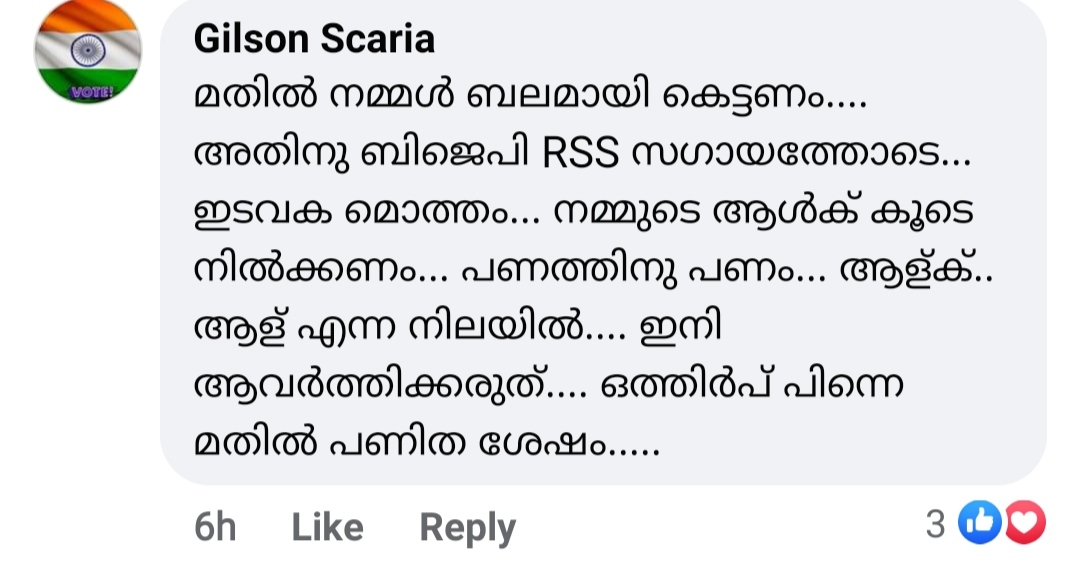 VOTE!
Gilson Scaria
മതിൽ നമ്മൾ ബലമായി കെട്ടണം....
അതിനു ബിജെപി RSS സഗായത്തോടെ...
ഇടവക മൊത്തം... നമ്മുടെ ആൾക് കൂടെ
നിൽക്കണം... പണത്തിനു പണം... ആള്ക്..
ആള് എന്ന നിലയിൽ.... ഇനി
ആവർത്തിക്കരുത്.... ഒത്തിർപ് പിന്നെ
മതിൽ പണിത ശേഷം.....
6h Like Reply 3